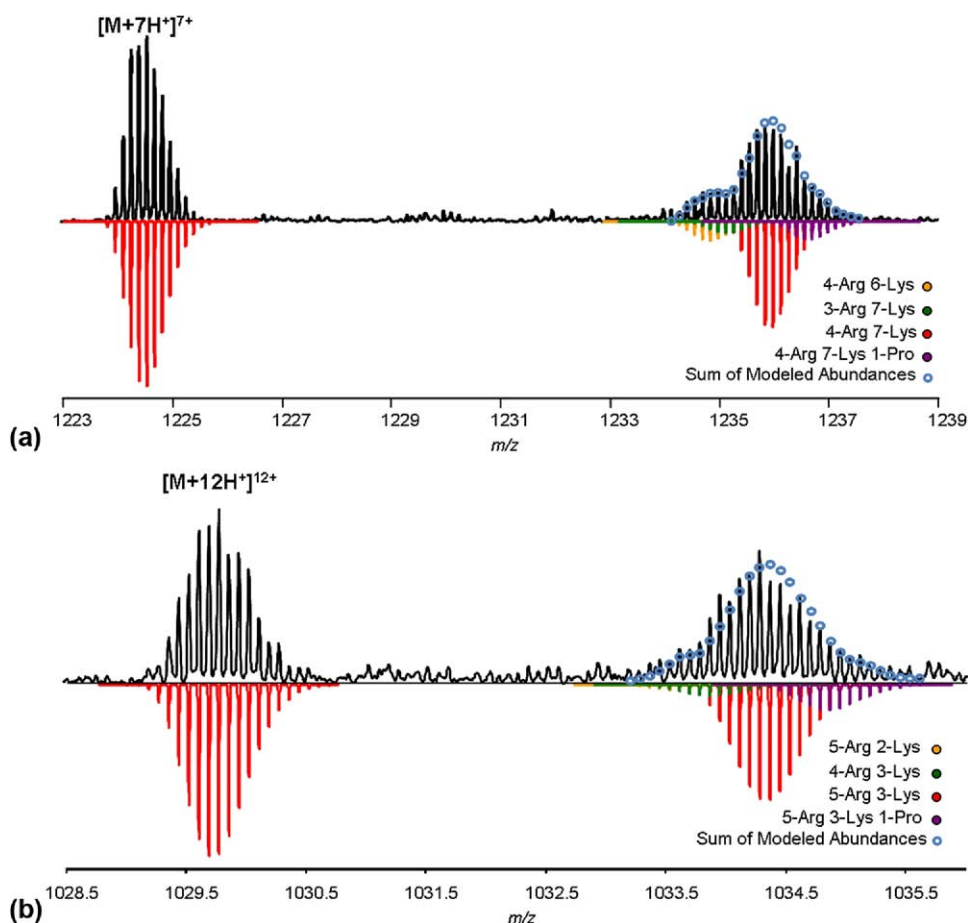 [M+7H⁺]⁷⁺
4-Arg 6-Lys
3-Arg 7-Lys
4-Arg 7-Lys
4-Arg 7-Lys 1-Pro
Sum of Modeled Abundances
1223 1225 1227 1229 1231 1233 1235 1237 1239
(a)
m/z
[M+12H⁺]¹²⁺
5-Arg 2-Lys
4-Arg 3-Lys
5-Arg 3-Lys
5-Arg 3-Lys 1-Pro
Sum of Modeled Abundances
1028.5 1029.5 1030.5 1031.5 1032.5 1033.5 1034.5 1035.5
(b)
m/z